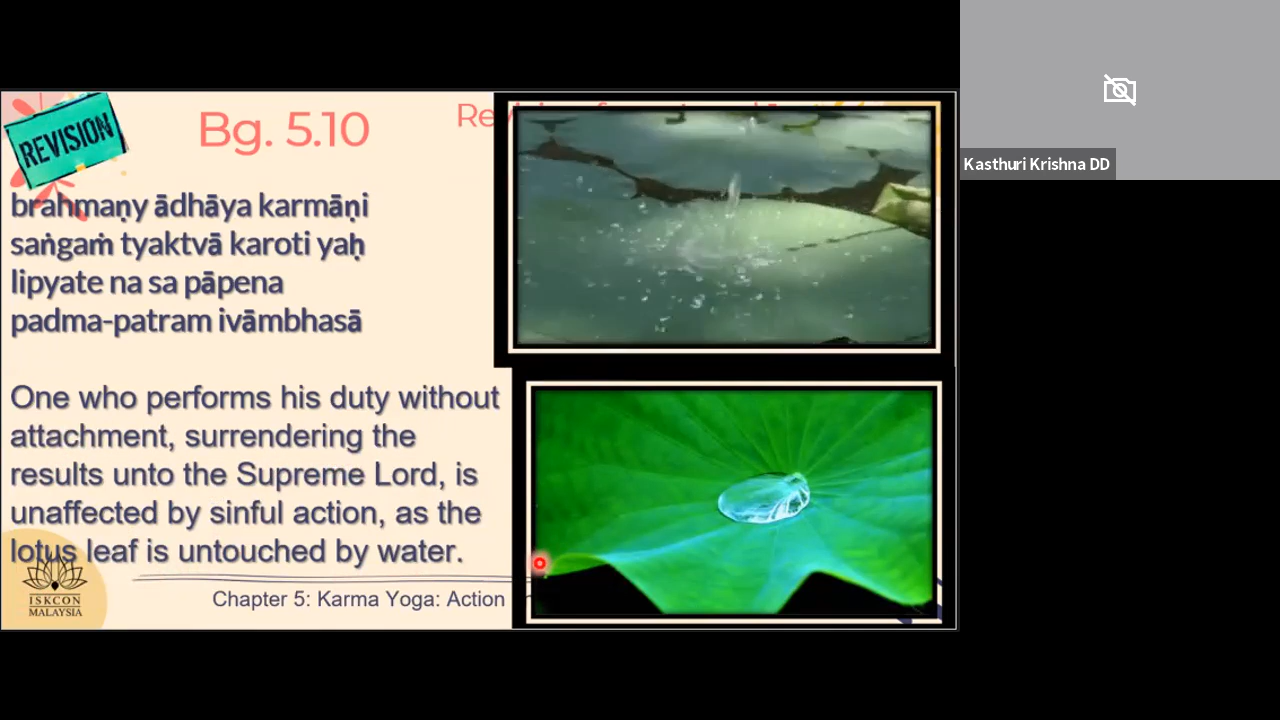 REVISION
Bg. 5.10
brahmaṇy ādhāya karmāṇi
saṅgaṁ tyaktvā karoti yaḥ
lipyate na sa pāpena
padma-patram ivāmbhasā
One who performs his duty without
attachment, surrendering the
results unto the Supreme Lord, is
unaffected by sinful action, as the
lotus leaf is untouched by water.
ISKCON
MALAYSIA
Chapter 5: Karma Yoga: Action
Kasthuri Krishna DD